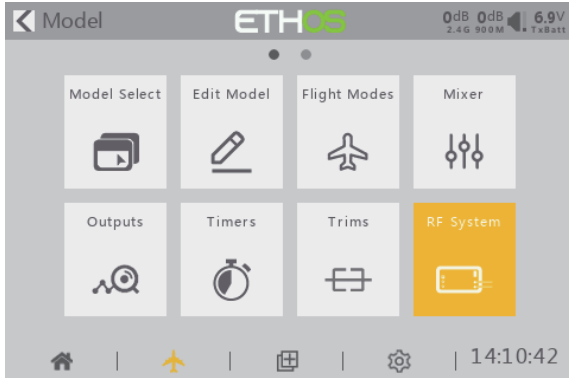 Model
ETHOS
0dB 0dB 6.9V
2.4G 900M TxBatt
Model Select
Edit Model
Flight Modes
Mixer
Outputs
Timers
Trims
RF System
14:10:42